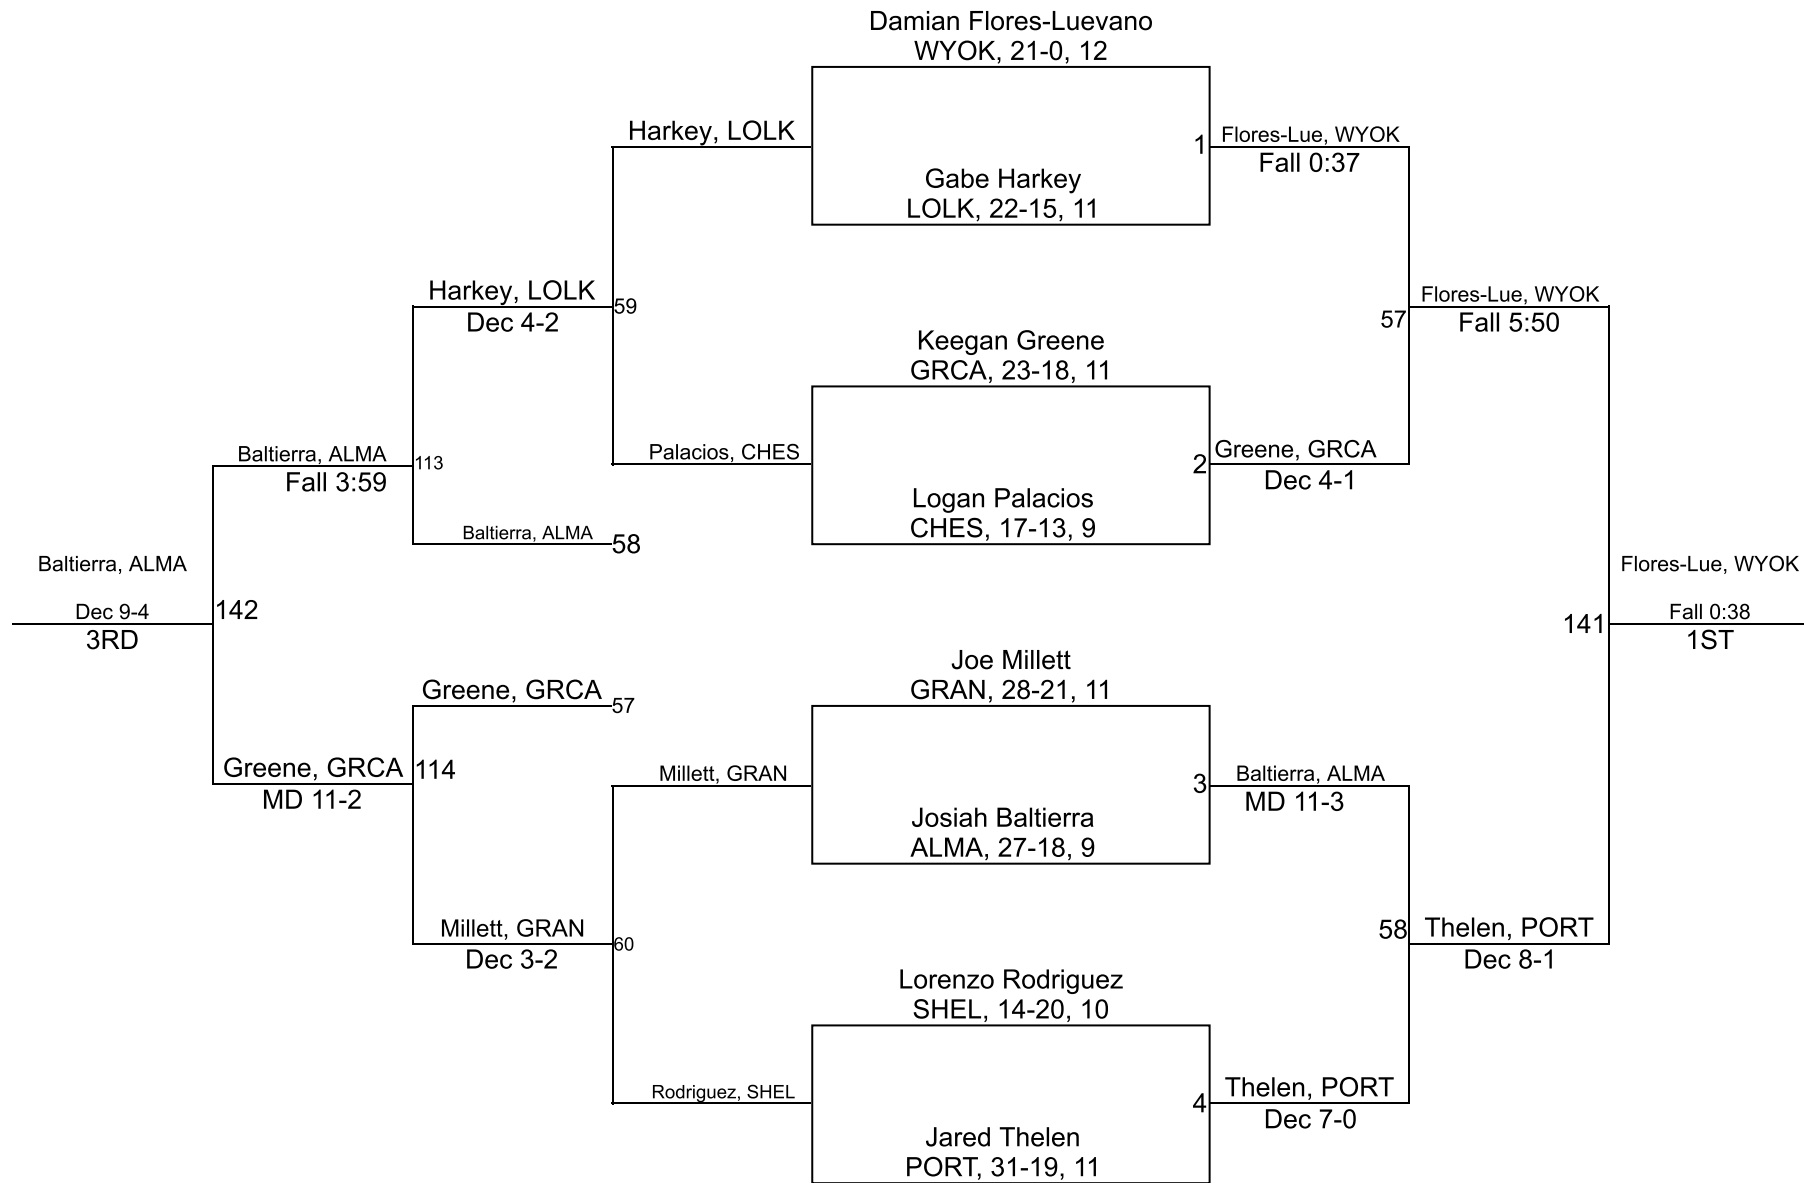 Damian Flores-Luevano
WYOK, 21-0, 12
Harkey, LOLK
1
Flores-Lue, WYOK
Fall 0:37
Gabe Harkey
LOLK, 22-15, 11
Harkey, LOLK
59
Dec 4-2
Flores-Lue, WYOK
57
Fall 5:50
Keegan Greene
GRCA, 23-18, 11
Baltierra, ALMA
113
Fall 3:59
Palacios, CHES
2
Greene, GRCA
Dec 4-1
Logan Palacios
CHES, 17-13, 9
Baltierra, ALMA
58
Baltierra, ALMA
Dec 9-4
142
3RD
Flores-Lue, WYOK
141
Fall 0:38
1ST
Joe Millett
GRAN, 28-21, 11
Greene, GRCA
57
Greene, GRCA
114
MD 11-2
Millett, GRAN
3
Baltierra, ALMA
MD 11-3
Josiah Baltierra
ALMA, 27-18, 9
Millett, GRAN
60
Dec 3-2
58
Thelen, PORT
Dec 8-1
Lorenzo Rodriguez
SHEL, 14-20, 10
Rodriguez, SHEL
4
Thelen, PORT
Dec 7-0
Jared Thelen
PORT, 31-19, 11